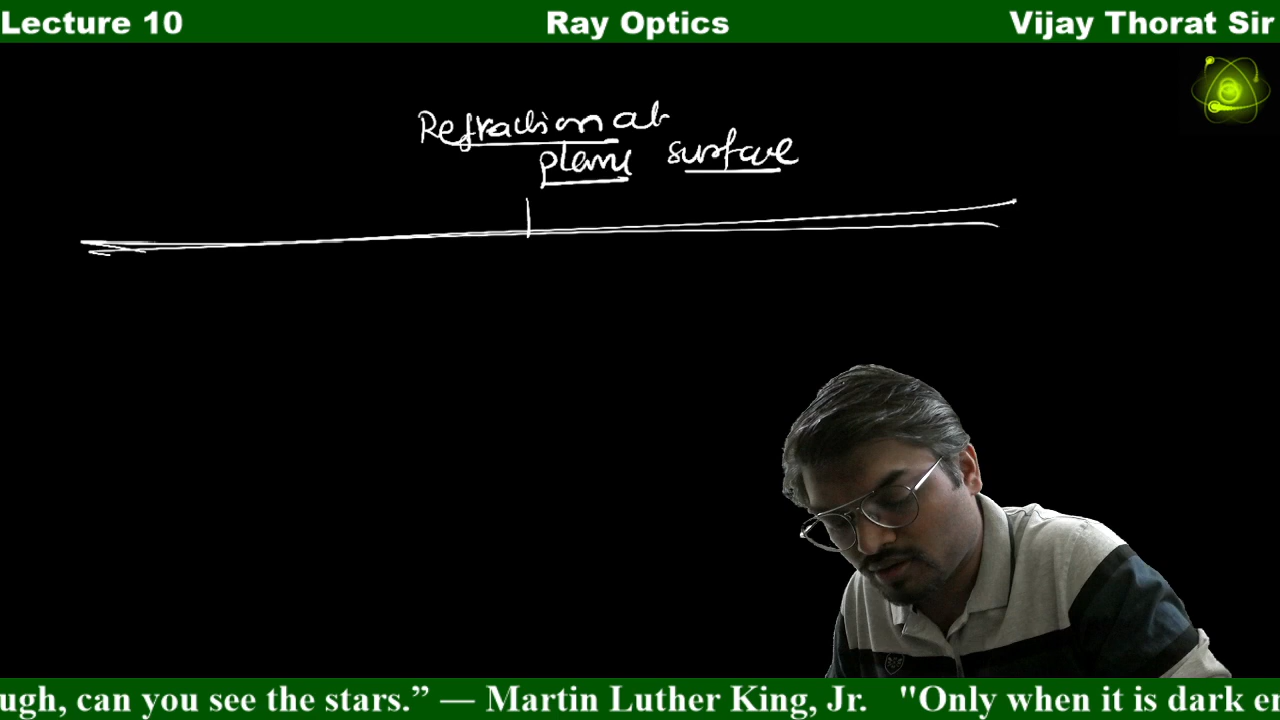 Lecture 10 Ray Optics Vijay Thorat Sir
Refraction at
plane surface
ugh, can you see the stars.” — Martin Luther King, Jr. "Only when it is dark en